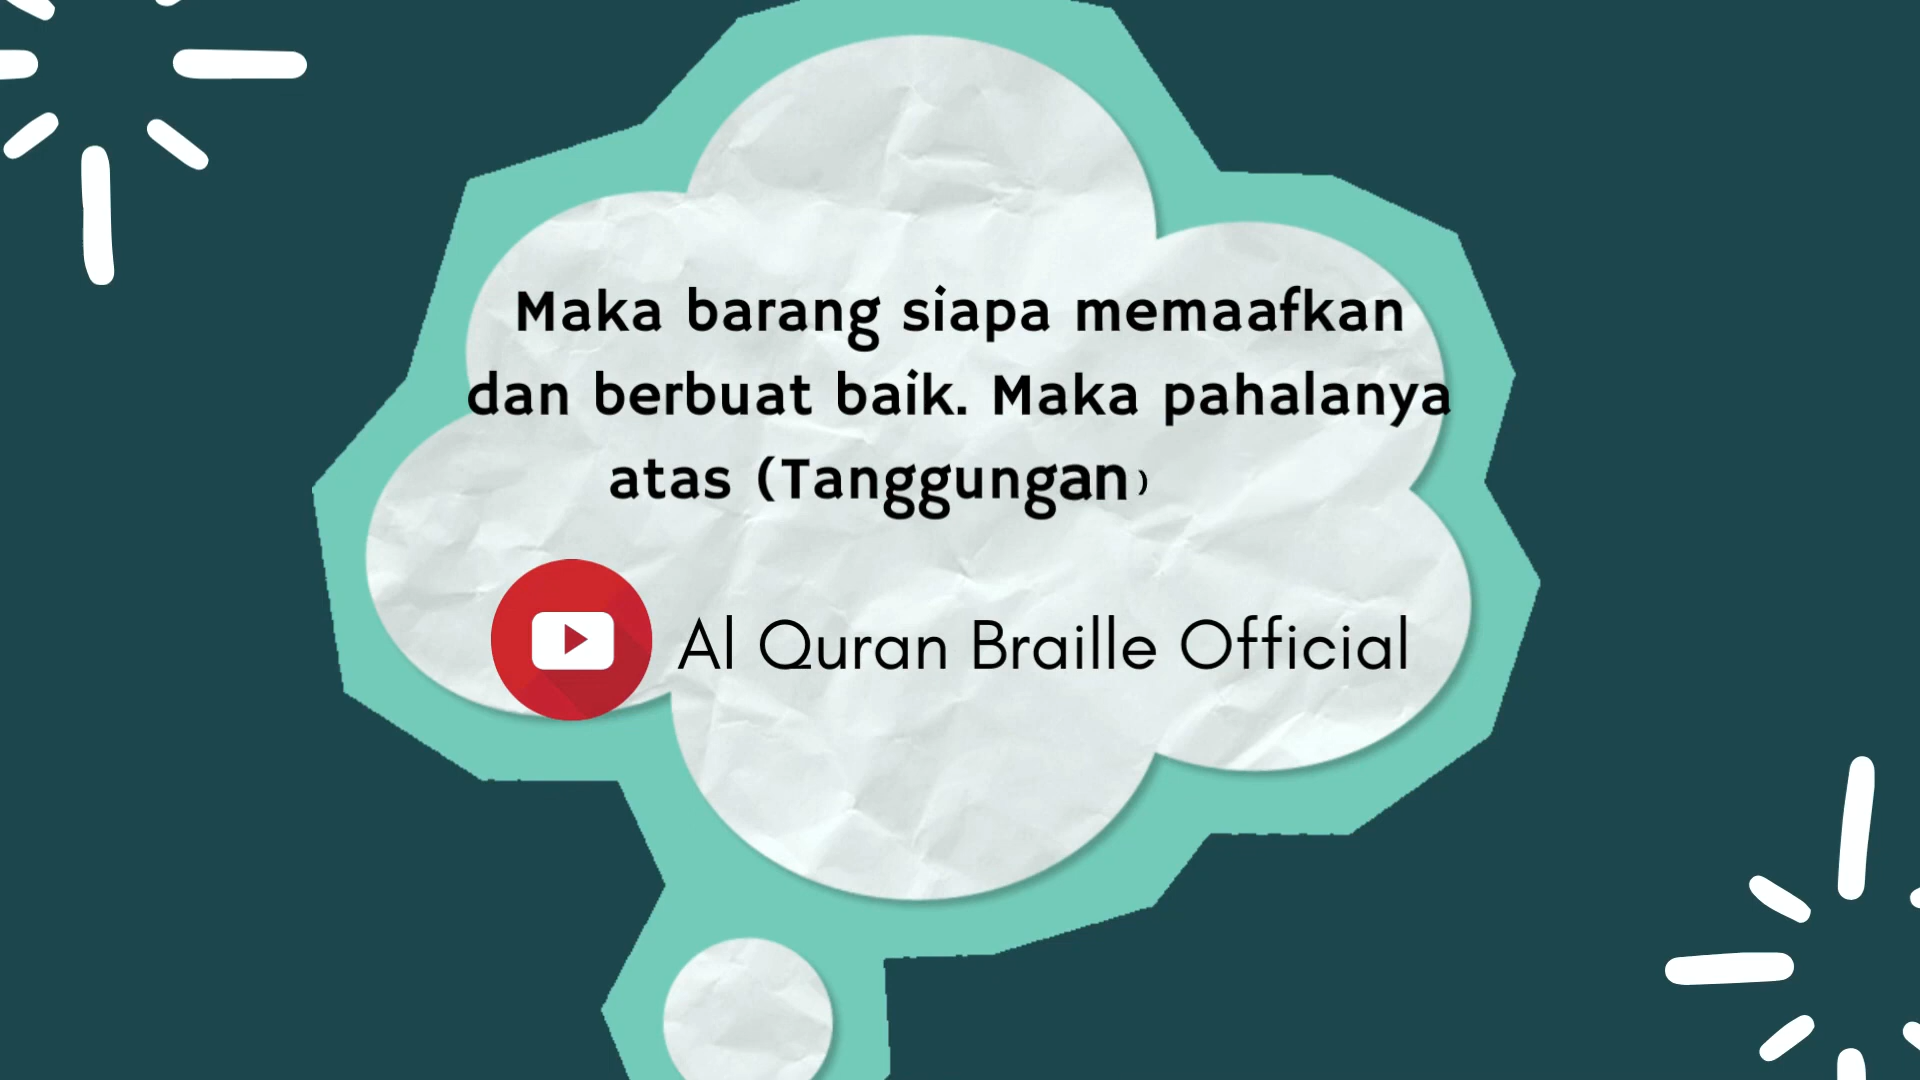 Maka barang siapa memaafkan
dan berbuat baik. Maka pahalanya
atas (Tanggungan)
Al Quran Braille Official